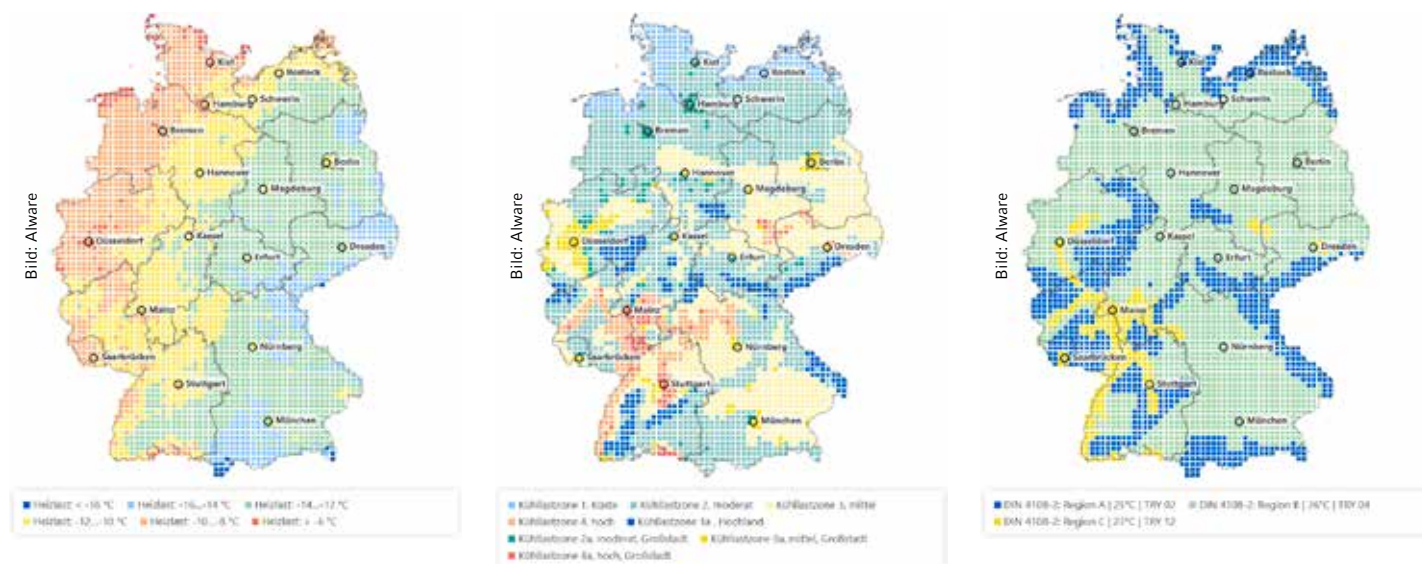 Bild: Alware
Kiel
Rostock
Hamburg
Schwerin
Bremen
Berlin
Hannover
Magdeburg
Düsseldorf
Kassel
Dresden
Erfurt
Mainz
Saarbrücken
Nürnberg
Stuttgart
München
Heizlast: < -16 °C
Heizlast: -16...-14 °C
Heizlast: -14...-12 °C
Heizlast: -12...-10 °C
Heizlast: -10...-8 °C
Heizlast: > -8 °C
Bild: Alware
Kiel
Rostock
Hamburg
Schwerin
Bremen
Berlin
Hannover
Magdeburg
Düsseldorf
Kassel
Dresden
Erfurt
Mainz
Saarbrücken
Nürnberg
Stuttgart
München
Kühllastzone 1, Küste
Kühllastzone 2, moderat
Kühllastzone 3, mittel
Kühllastzone 4, hoch
Kühllastzone 1a, Hochland
Kühllastzone 2a, moderat, Großstadt
Kühllastzone 3a, mittel, Großstadt
Kühllastzone 4a, hoch, Großstadt
Bild: Alware
Kiel
Rostock
Hamburg
Schwerin
Bremen
Berlin
Hannover
Magdeburg
Düsseldorf
Kassel
Dresden
Erfurt
Mainz
Saarbrücken
Nürnberg
Stuttgart
München
DIN 4108-2: Region A | 25°C | TRY 02
DIN 4108-2: Region B | 26°C | TRY 04
DIN 4108-2: Region C | 27°C | TRY 12